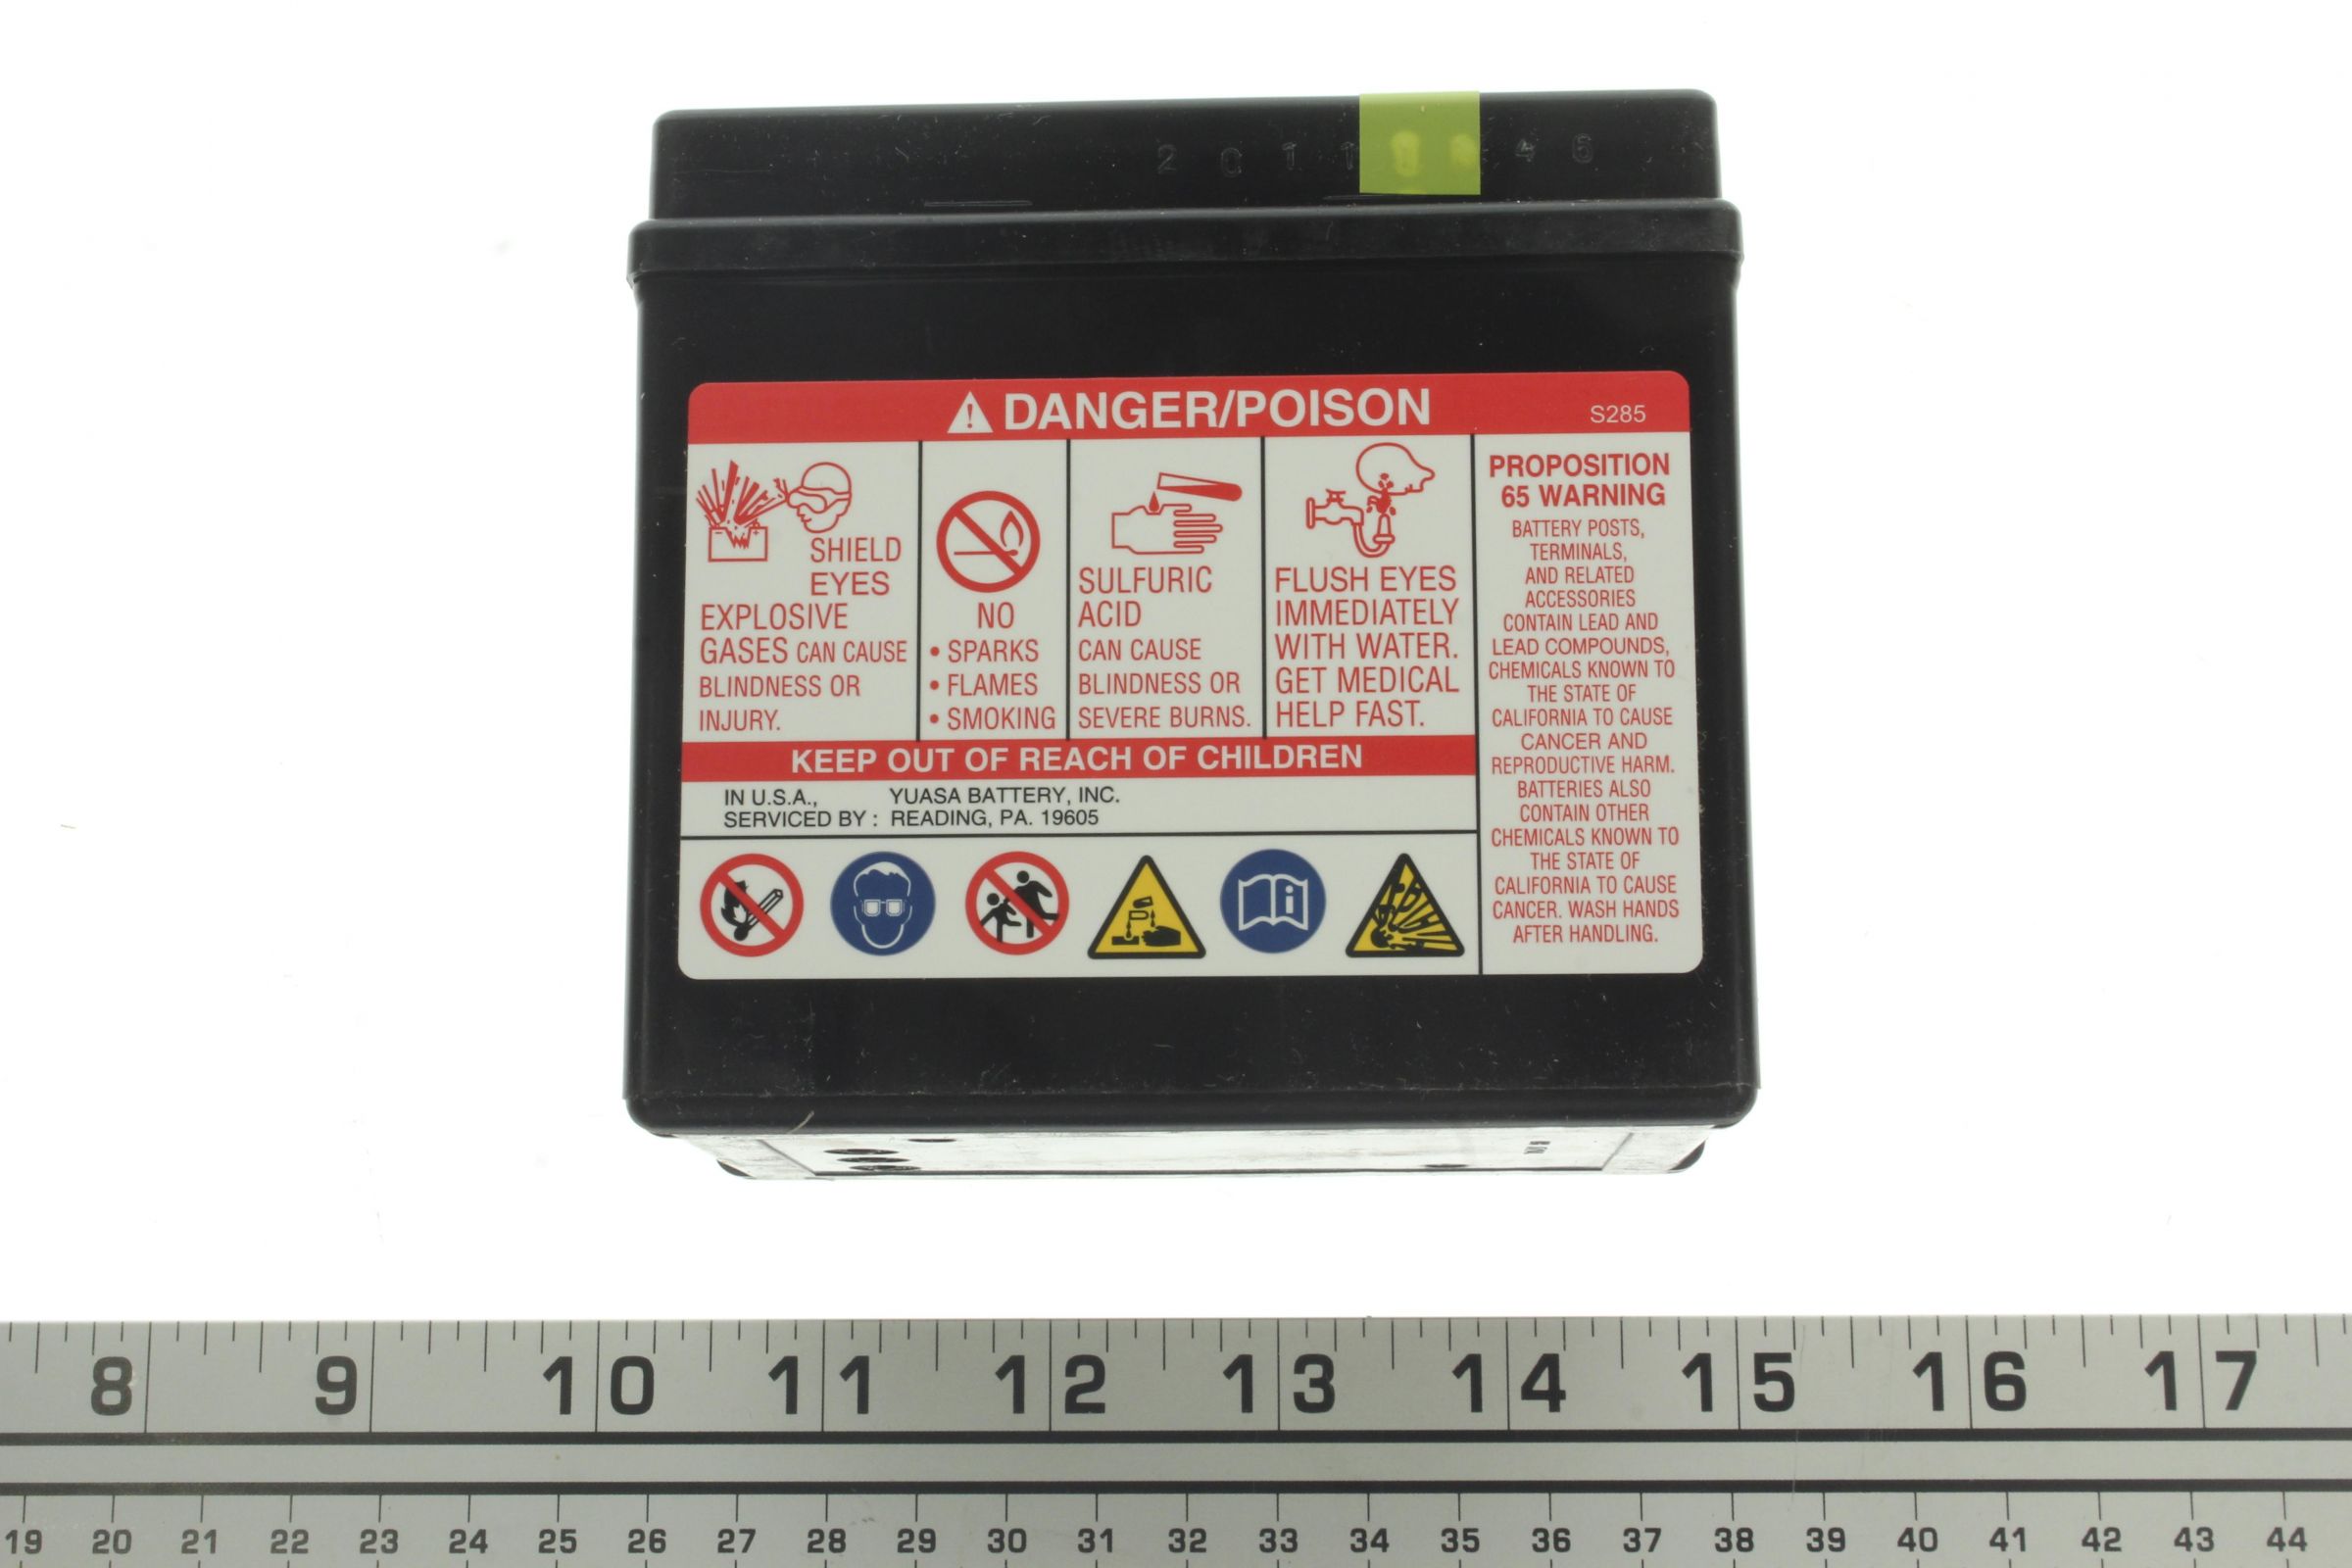 2 0 1 1 4 6
DANGER/POISON S285
SHIELD
EYES
EXPLOSIVE
GASES CAN CAUSE
BLINDNESS OR
INJURY.
NO
• SPARKS
• FLAMES
• SMOKING
SULFURIC
ACID
CAN CAUSE
BLINDNESS OR
SEVERE BURNS.
FLUSH EYES
IMMEDIATELY
WITH WATER.
GET MEDICAL
HELP FAST.
PROPOSITION
65 WARNING
BATTERY POSTS,
TERMINALS,
AND RELATED
ACCESSORIES
CONTAIN LEAD AND
LEAD COMPOUNDS,
CHEMICALS KNOWN TO
THE STATE OF
CALIFORNIA TO CAUSE
CANCER AND
REPRODUCTIVE HARM.
BATTERIES ALSO
CONTAIN OTHER
CHEMICALS KNOWN TO
THE STATE OF
CALIFORNIA TO CAUSE
CANCER. WASH HANDS
AFTER HANDLING.
KEEP OUT OF REACH OF CHILDREN
IN U.S.A., YUASA BATTERY, INC.
SERVICED BY : READING, PA. 19605
8 9 10 11 12 13 14 15 16 17
19 20 21 22 23 24 25 26 27 28 29 30 31 32 33 34 35 36 37 38 39 40 41 42 43 44